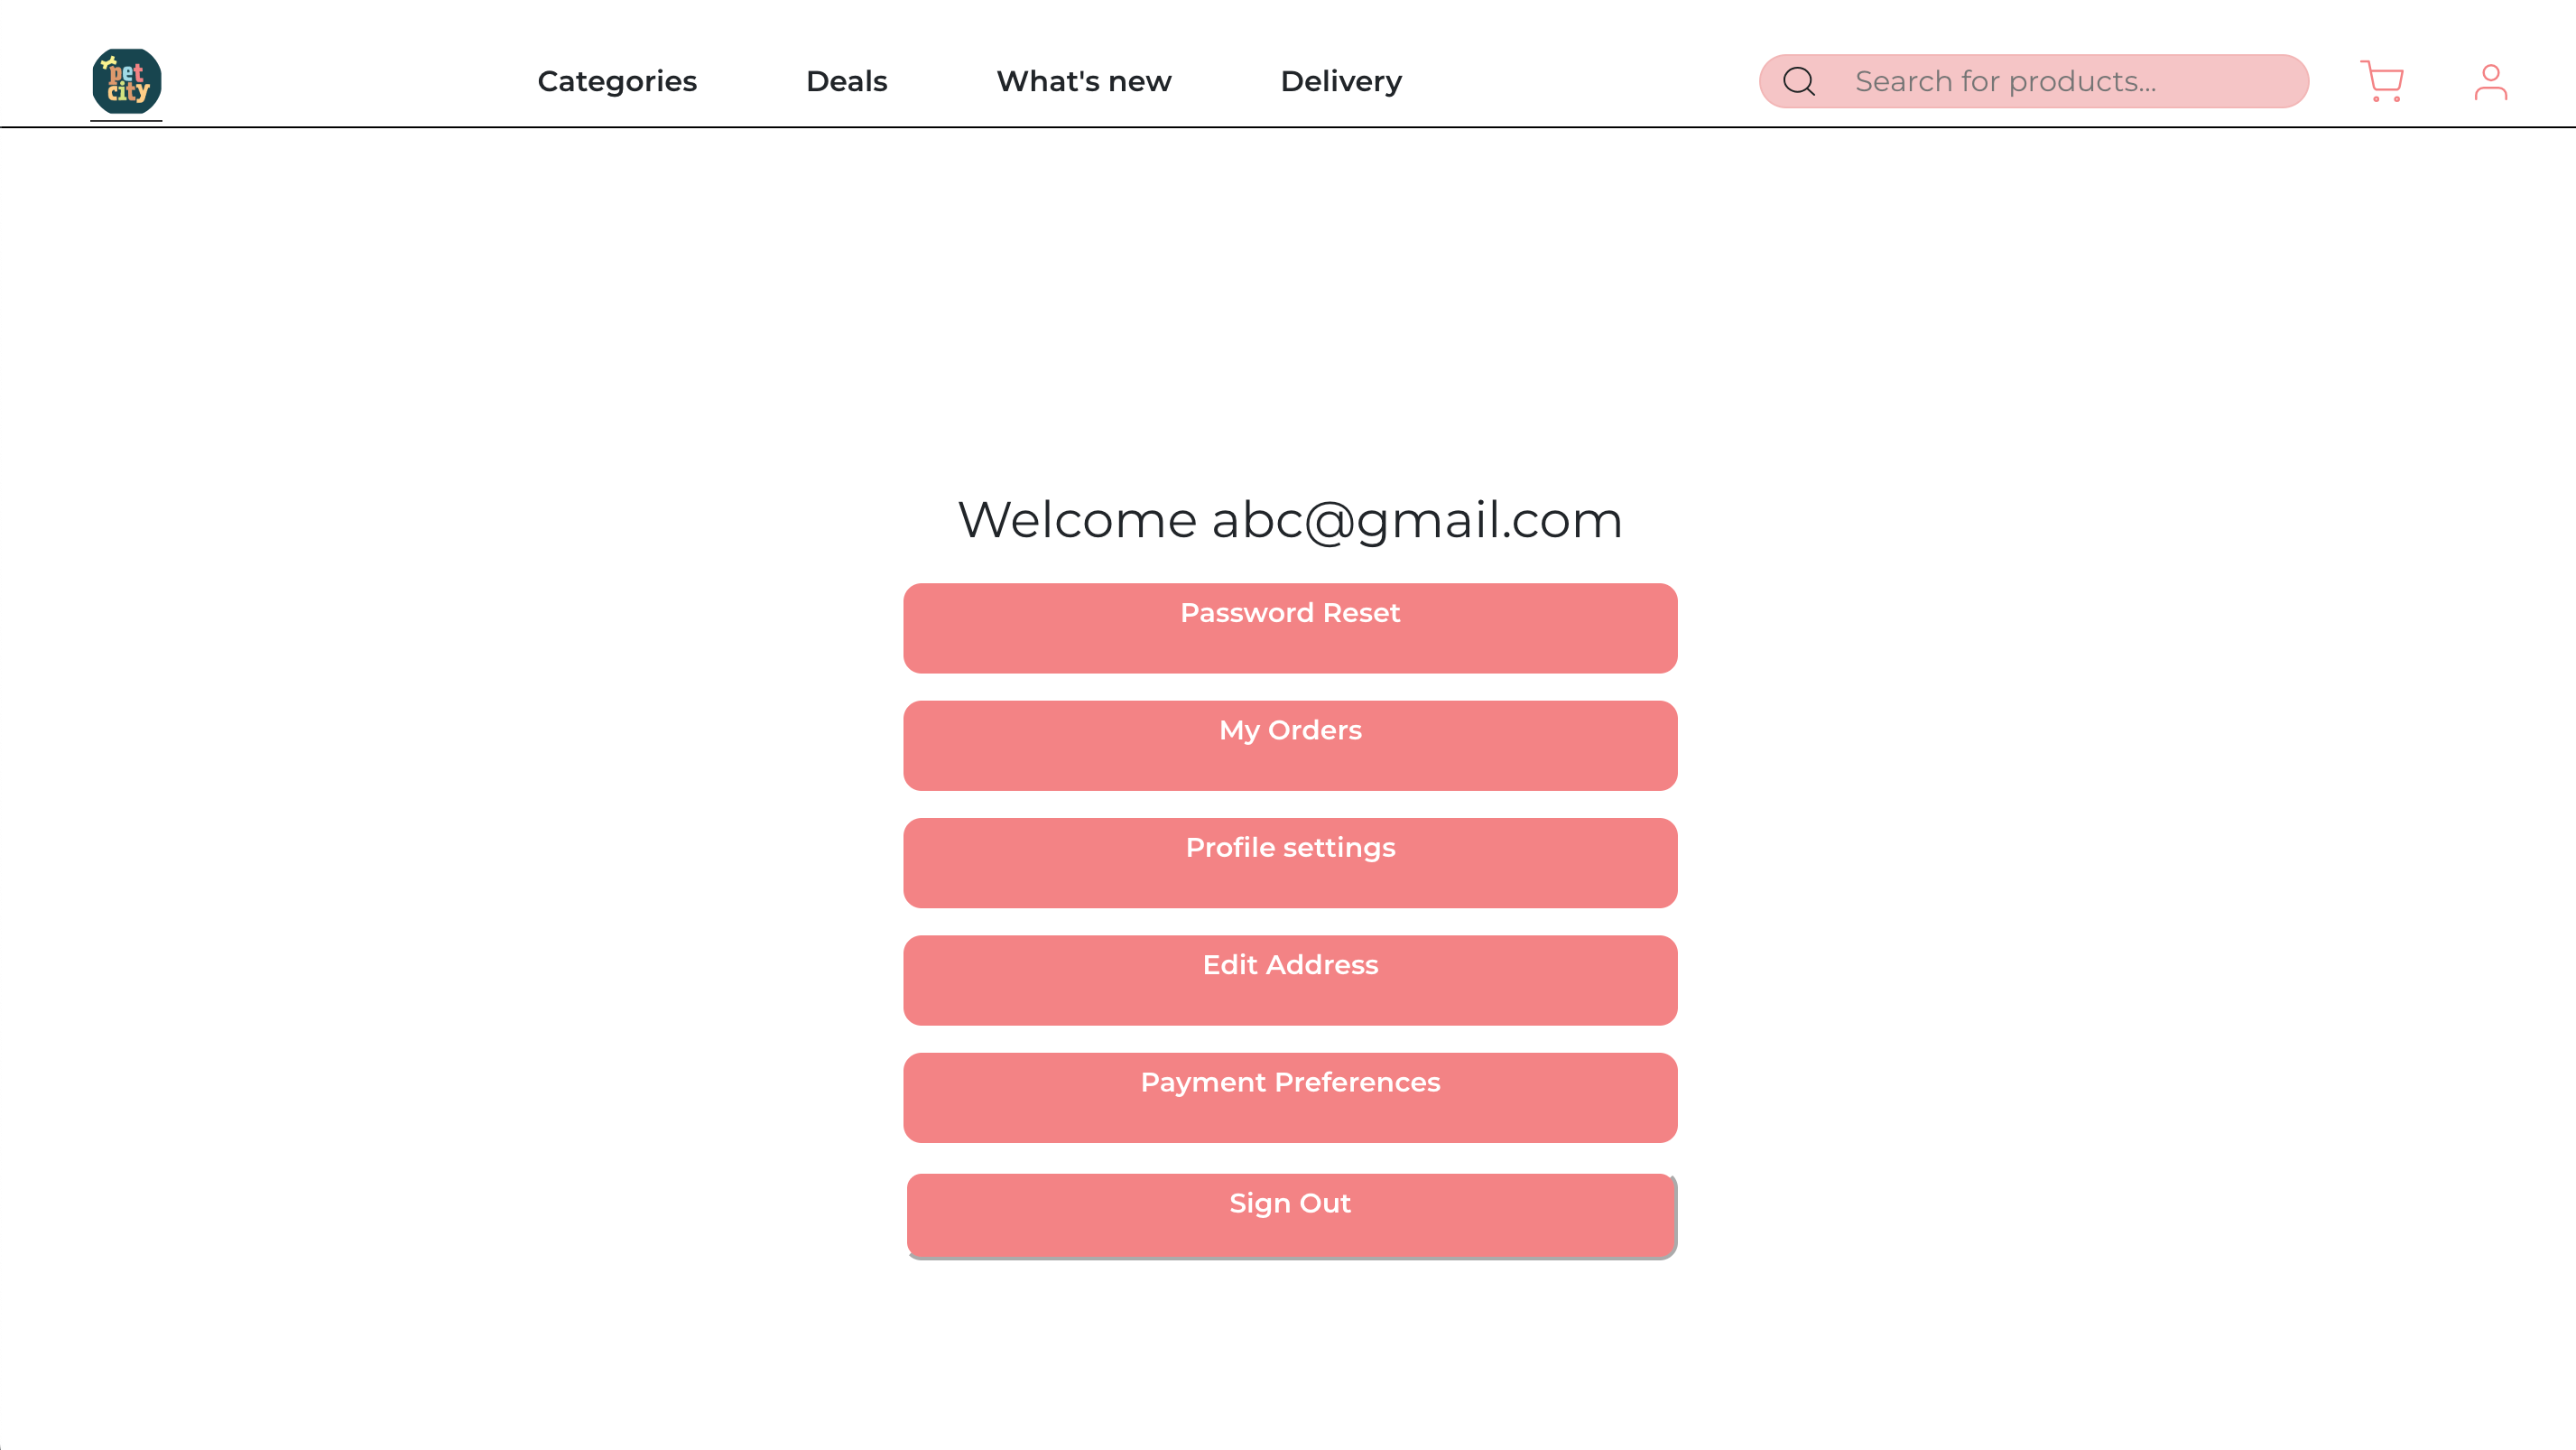 pet
city
Categories Deals What's new Delivery Search for products...
Welcome abc@gmail.com
Password Reset
My Orders
Profile settings
Edit Address
Payment Preferences
Sign Out